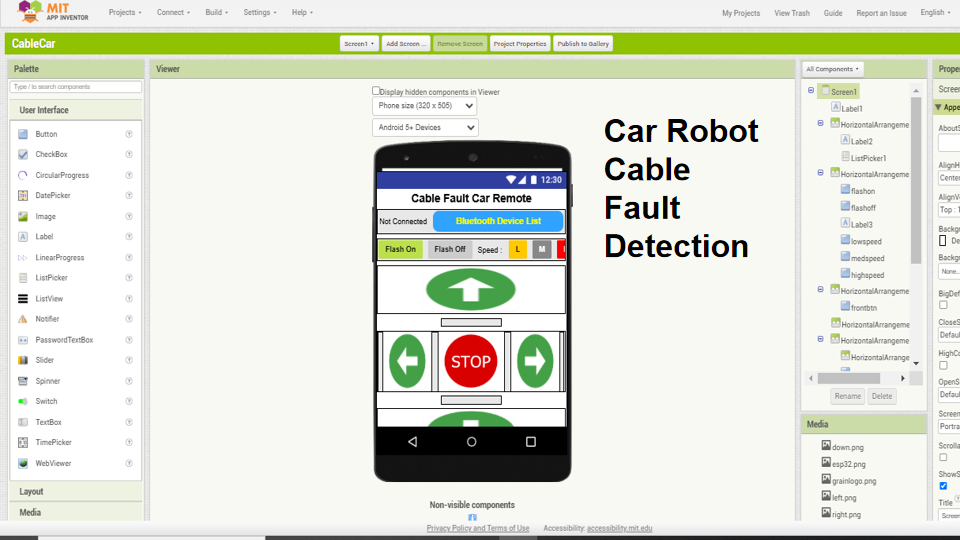 MIT
APP INVENTOR
Projects
Connect
Build
Settings
Help
My Projects
View Trash
Guide
Report an Issue
English
CableCar
Screen1
Add Screen ...
Remove Screen
Project Properties
Publish to Gallery
Palette
Type / to search components
User Interface
Button
CheckBox
CircularProgress
DatePicker
Image
Label
LinearProgress
ListPicker
ListView
Notifier
PasswordTextBox
Slider
Spinner
Switch
TextBox
TimePicker
WebViewer
Layout
Media
Viewer
Display hidden components in Viewer
Phone size (320 x 505)
Android 5+ Devices
12:30
Cable Fault Car Remote
Not Connected
Bluetooth Device List
Flash On
Flash Off
Speed :
L
M
STOP
Non-visible components
Privacy Policy and Terms of Use
Accessibility: accessibility.mit.edu
Car Robot
Cable
Fault
Detection
All Components
Screen1
Label1
HorizontalArrangeme
Label2
ListPicker1
HorizontalArrangeme
flashon
flashoff
Label3
lowspeed
medspeed
highspeed
HorizontalArrangeme
frontbtn
HorizontalArrangeme
HorizontalArrangeme
HorizontalArrangeme
Rename
Delete
Media
down.png
esp32.png
grainlogo.png
left.png
right.png
Proper
Screen
Appe
AboutS
AlignH
Center
AlignVe
Top : 1
Backgr
De
Backgr
None...
BigDef
CloseS
Defaul
HighCo
OpenS
Defaul
Screen
Portra
Scrolla
ShowS
Title
Screen